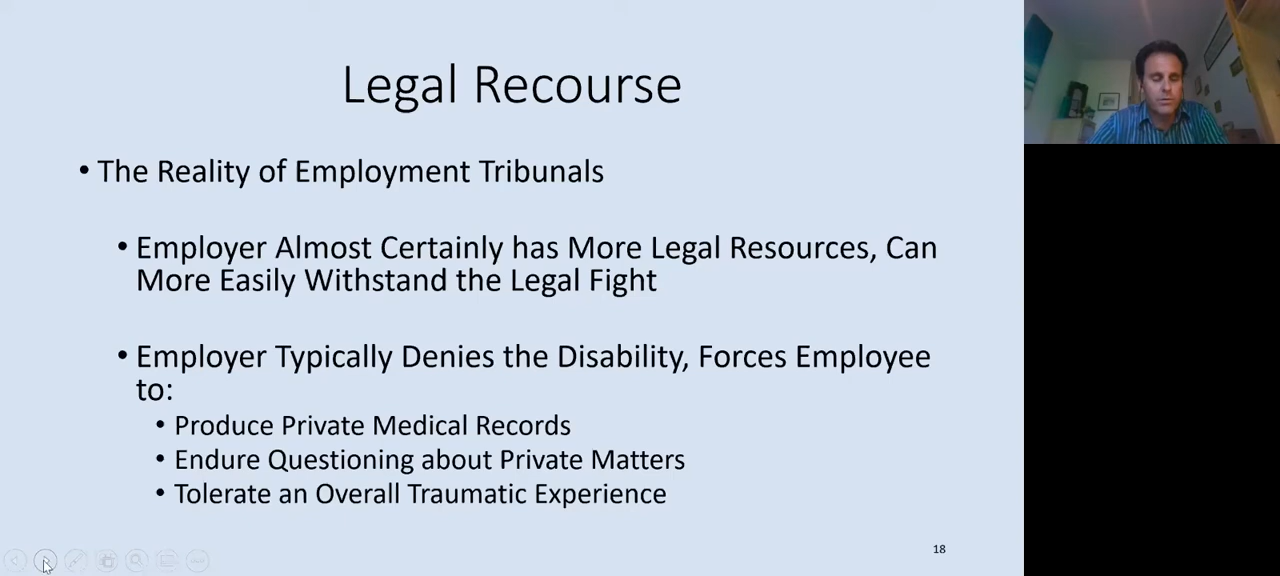 Legal Recourse
• The Reality of Employment Tribunals
• Employer Almost Certainly has More Legal Resources, Can
More Easily Withstand the Legal Fight
• Employer Typically Denies the Disability, Forces Employee
to:
• Produce Private Medical Records
• Endure Questioning about Private Matters
• Tolerate an Overall Traumatic Experience
18